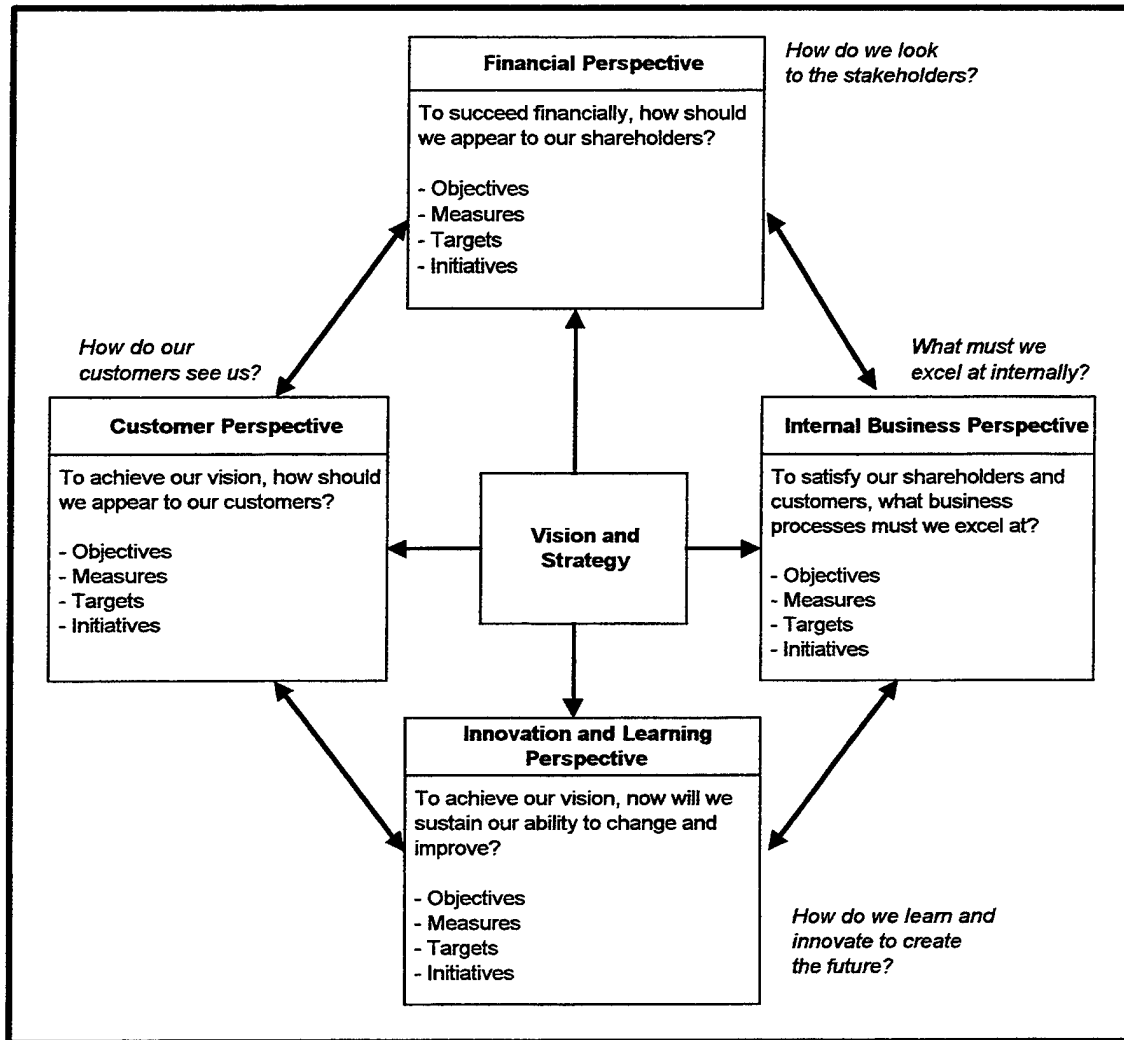 Financial Perspective
How do we look
to the stakeholders?
To succeed financially, how should
we appear to our shareholders?
- Objectives
- Measures
- Targets
- Initiatives
How do our
customers see us?
What must we
excel at internally?
Customer Perspective
To achieve our vision, how should
we appear to our customers?
- Objectives
- Measures
- Targets
- Initiatives
Vision and
Strategy
Internal Business Perspective
To satisfy our shareholders and
customers, what business
processes must we excel at?
- Objectives
- Measures
- Targets
- Initiatives
Innovation and Learning
Perspective
To achieve our vision, now will we
sustain our ability to change and
improve?
- Objectives
- Measures
- Targets
- Initiatives
How do we learn and
innovate to create
the future?